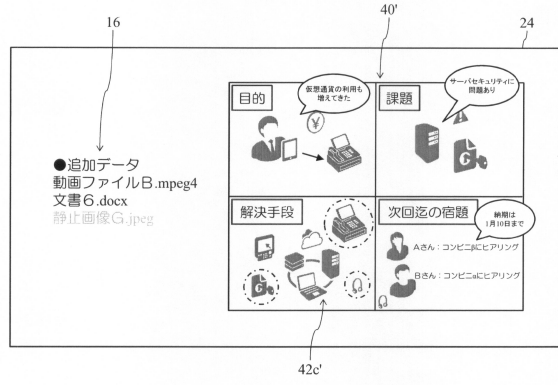 16
40'
24
目的
仮想通貨の利用も
増えてきた
¥
課題
サーバセキュリティに
問題あり
●追加データ
動画ファイルB.mpeg4
文書6.docx
静止画像G.jpeg
解決手段
次回迄の宿題
納期は
1月10日まで
Aさん：コンビニβにヒアリング
Bさん：コンビニαにヒアリング
42c'